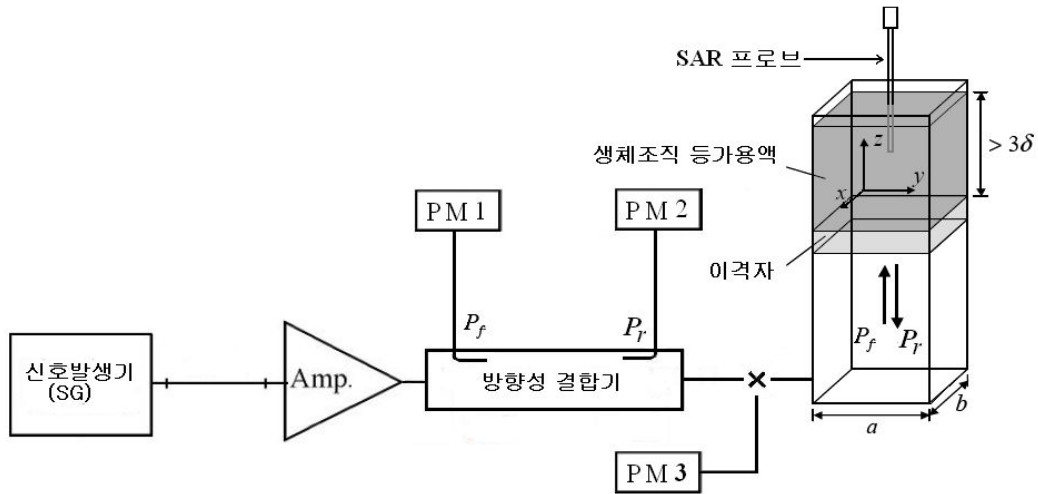 SAR 프로브
생체조직 등가용액
z
y
x
> 3δ
이격자
PM 1
PM 2
P_f
P_r
신호발생기
(SG)
Amp.
방향성 결합기
PM 3
P_f
P_r
a
b